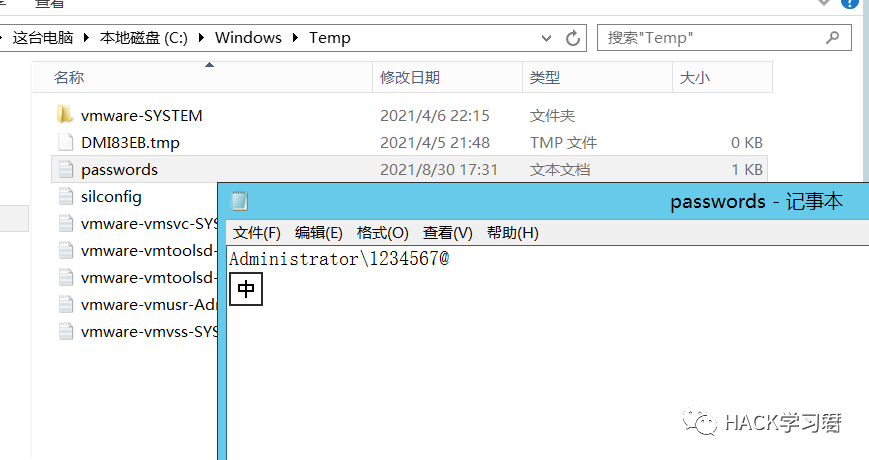 查看
这台电脑 本地磁盘 (C:) Windows Temp 搜索"Temp"
名称 修改日期 类型 大小
vmware-SYSTEM 2021/4/6 22:15 文件夹
DMI83EB.tmp 2021/4/5 21:48 TMP 文件 0 KB
passwords 2021/8/30 17:31 文本文档 1 KB
silconfig
vmware-vmsvc-SYS
vmware-vmtoolsd-
vmware-vmtoolsd-
vmware-vmusr-Adm
vmware-vmvss-SYS
passwords - 记事本
文件(F) 编辑(E) 格式(O) 查看(V) 帮助(H)
Administrator\1234567@
中
HACK学习君